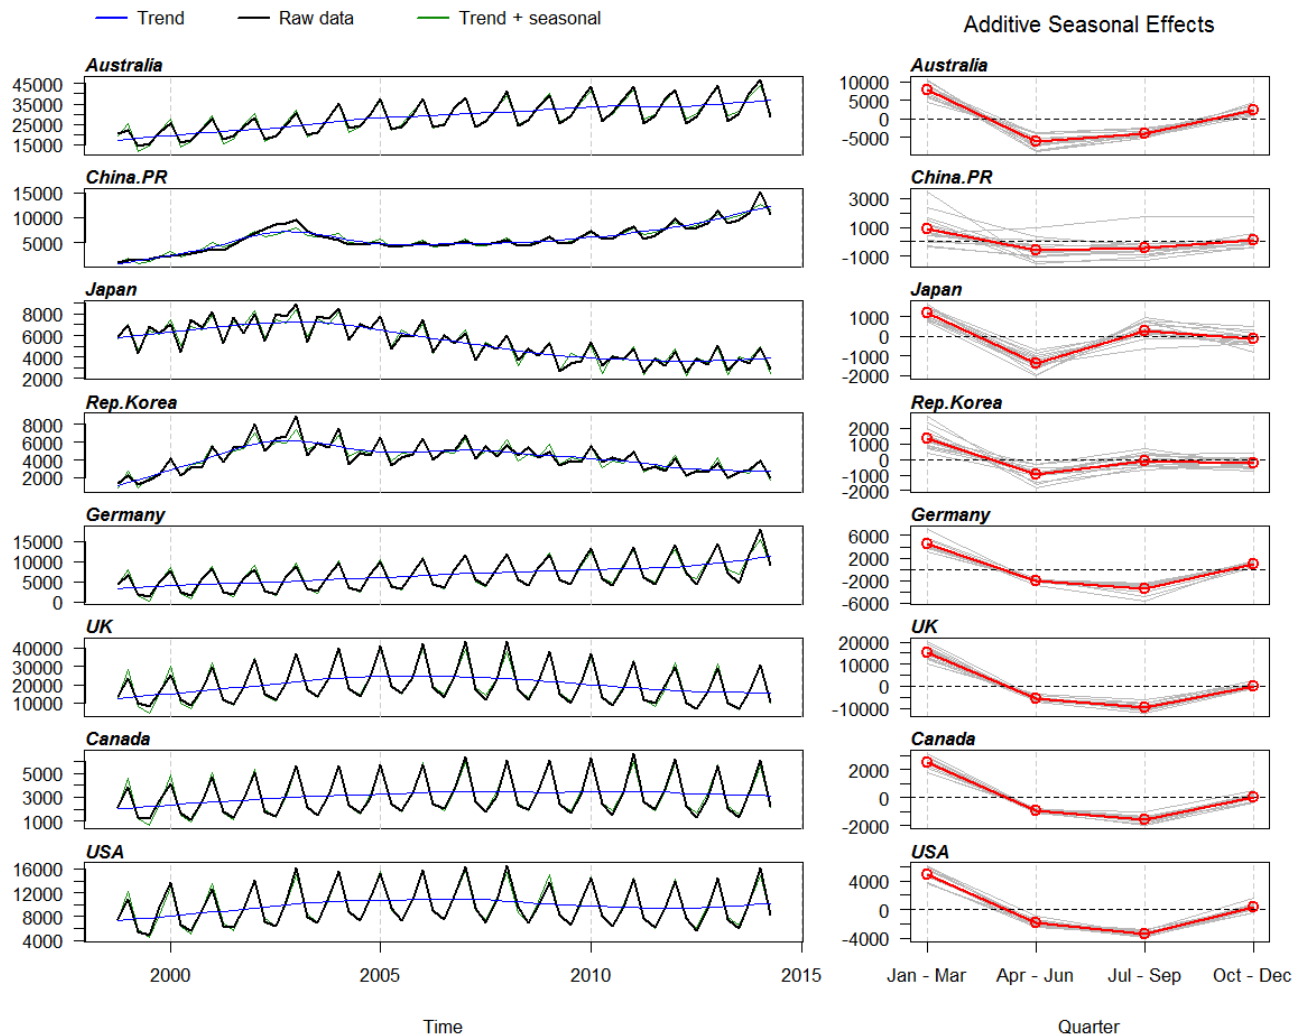 Trend Raw data Trend + seasonal
Additive Seasonal Effects
Australia
45000
35000
25000
15000
Australia
10000
5000
0
-5000
China.PR
15000
10000
5000
China.PR
3000
1000
-1000
Japan
8000
6000
4000
2000
Japan
1000
0
-1000
-2000
Rep.Korea
8000
6000
4000
2000
Rep.Korea
2000
1000
0
-1000
-2000
Germany
15000
10000
5000
0
Germany
6000
2000
-2000
-6000
UK
40000
30000
20000
10000
UK
20000
10000
0
-10000
Canada
5000
3000
1000
Canada
2000
0
-2000
USA
16000
12000
8000
4000
USA
4000
0
-4000
2000 2005 2010 2015
Jan - Mar Apr - Jun Jul - Sep Oct - Dec
Time
Quarter